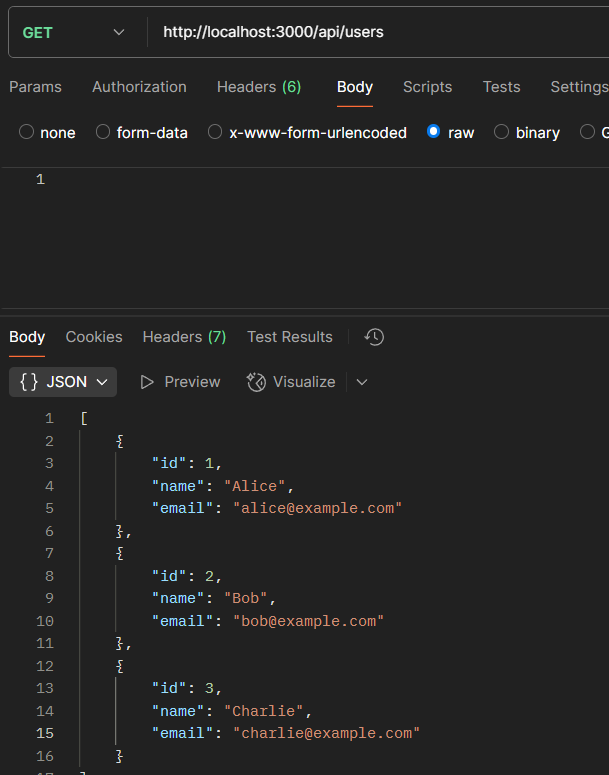 GET http://localhost:3000/api/users
Params Authorization Headers (6) Body Scripts Tests Settings
none form-data x-www-form-urlencoded raw binary G
1
Body Cookies Headers (7) Test Results
{} JSON Preview Visualize
1 [
2 {
3 "id": 1,
4 "name": "Alice",
5 "email": "alice@example.com"
6 },
7 {
8 "id": 2,
9 "name": "Bob",
10 "email": "bob@example.com"
11 },
12 {
13 "id": 3,
14 "name": "Charlie",
15 "email": "charlie@example.com"
16 }